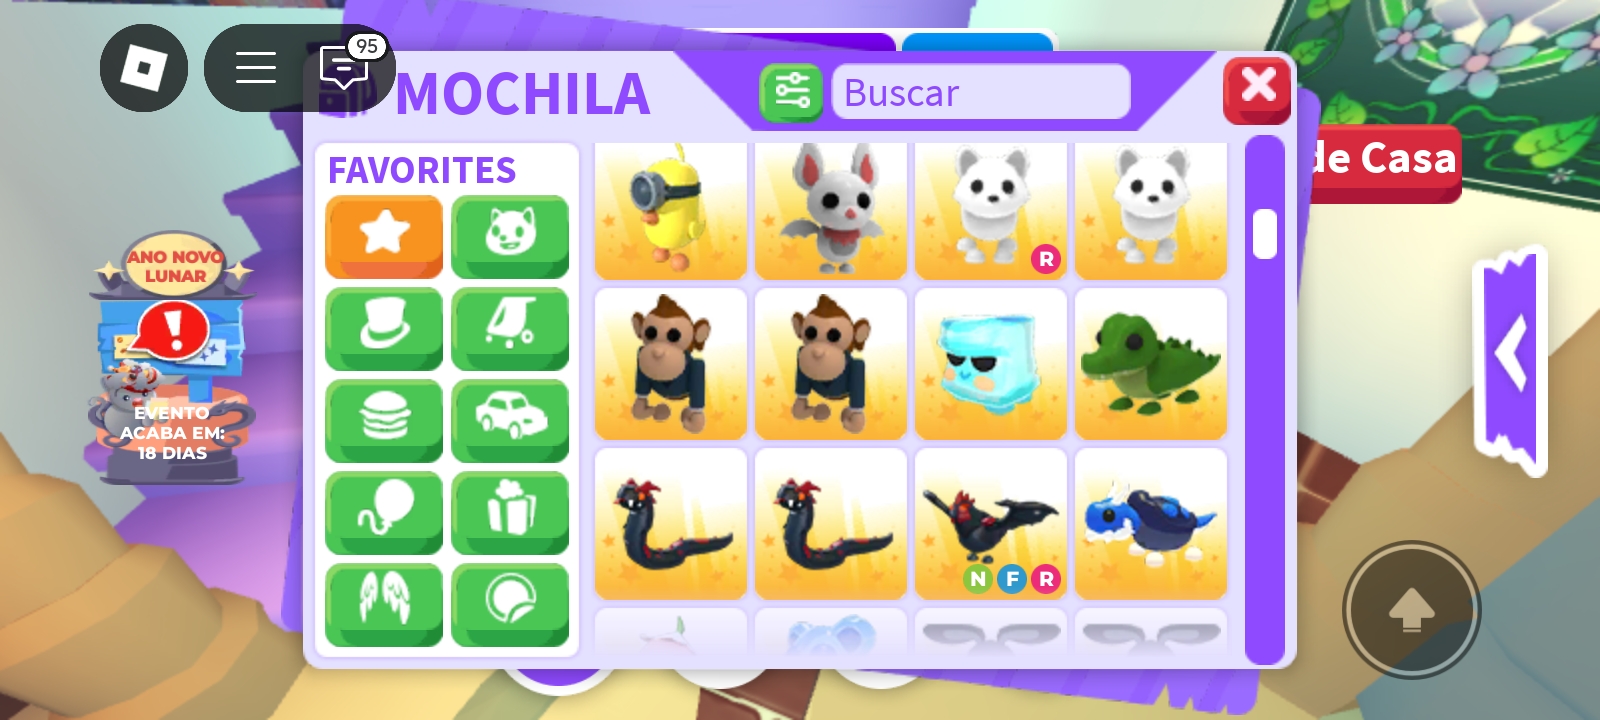 95
MOCHILA
Buscar
FAVORITES
de Casa
R
ANO NOVO
LUNAR
!
EVENTO
ACABA EM:
18 DIAS
N F R